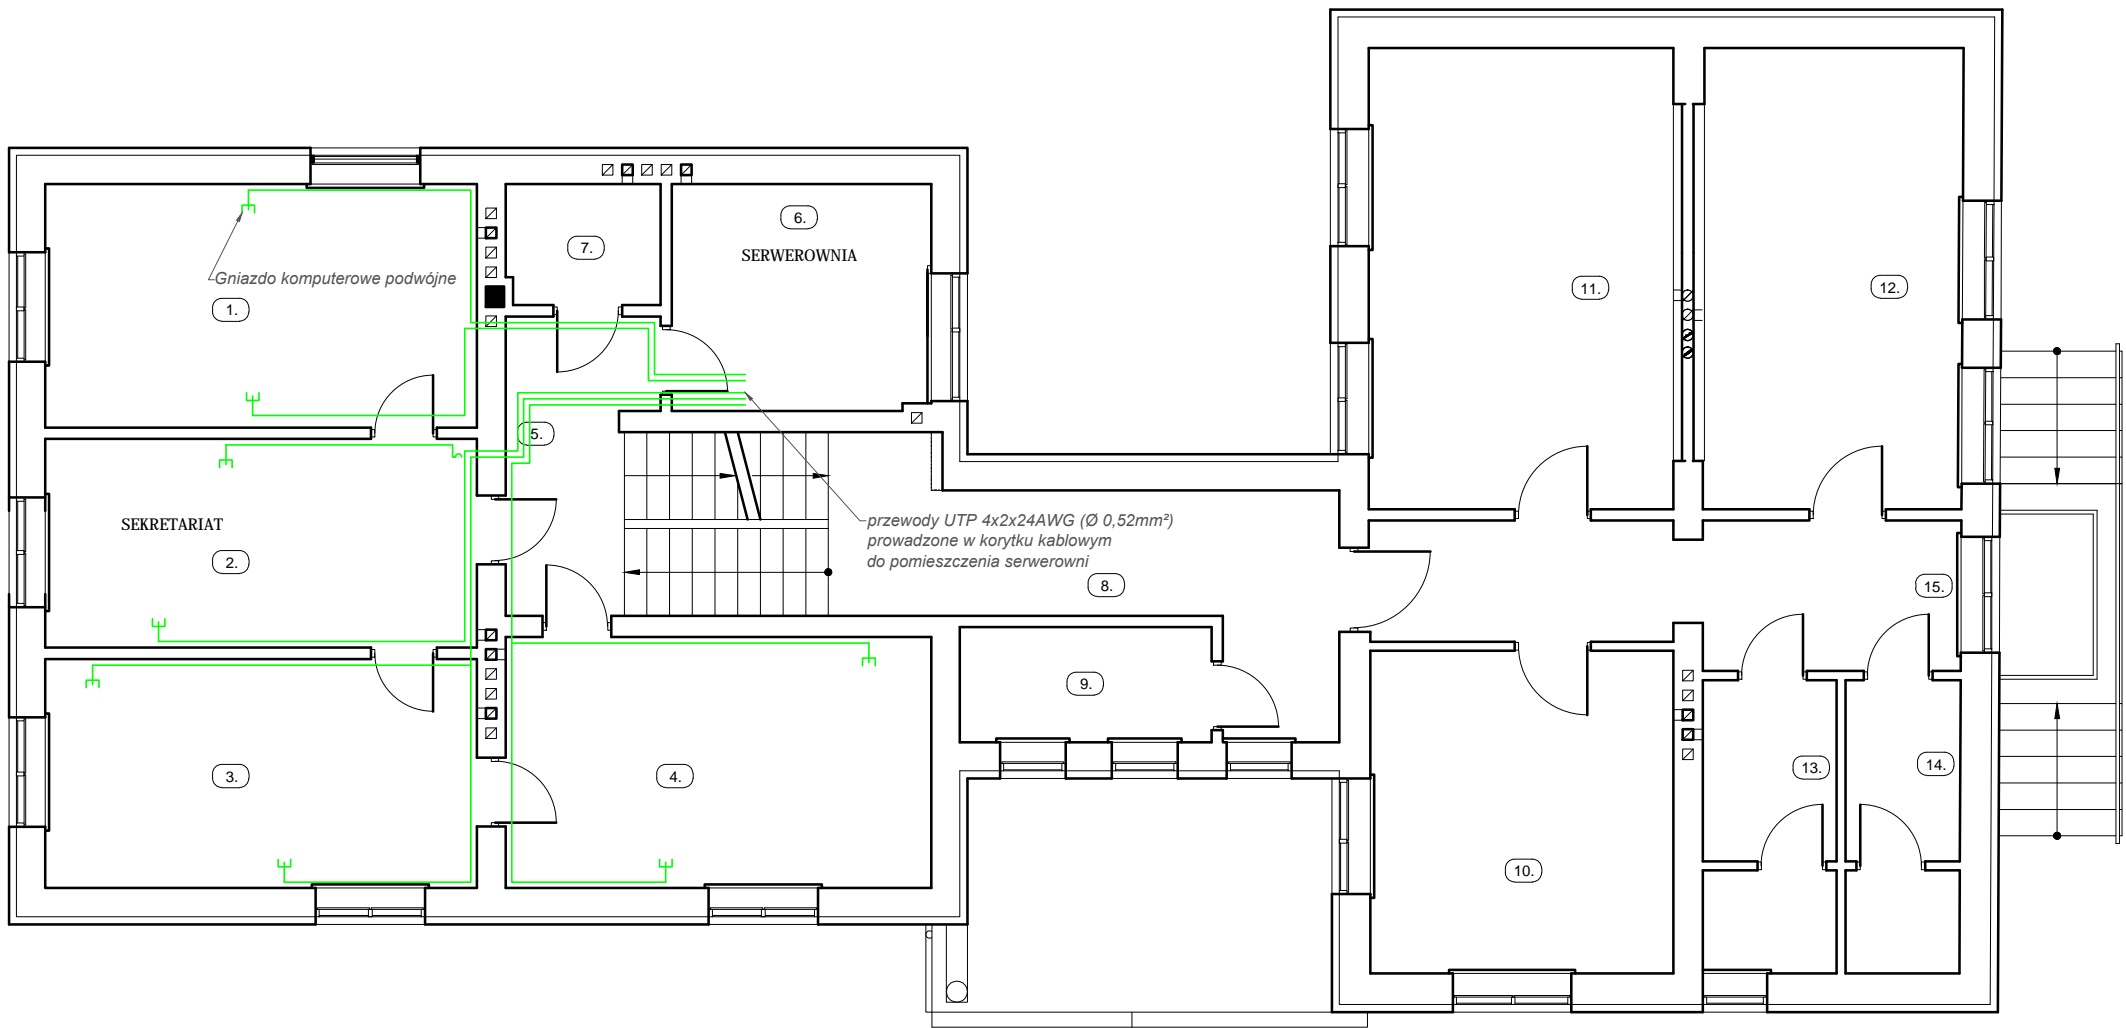 6.
7.
SERWEROWNIA
Gniazdo komputerowe podwójne
1.
11.
12.
5.
SEKRETARIAT
przewody UTP 4x2x24AWG (Ø 0,52mm²)
prowadzone w korytku kablowym
do pomieszczenia serwerowni
2.
8.
15.
9.
3.
4.
13.
14.
10.